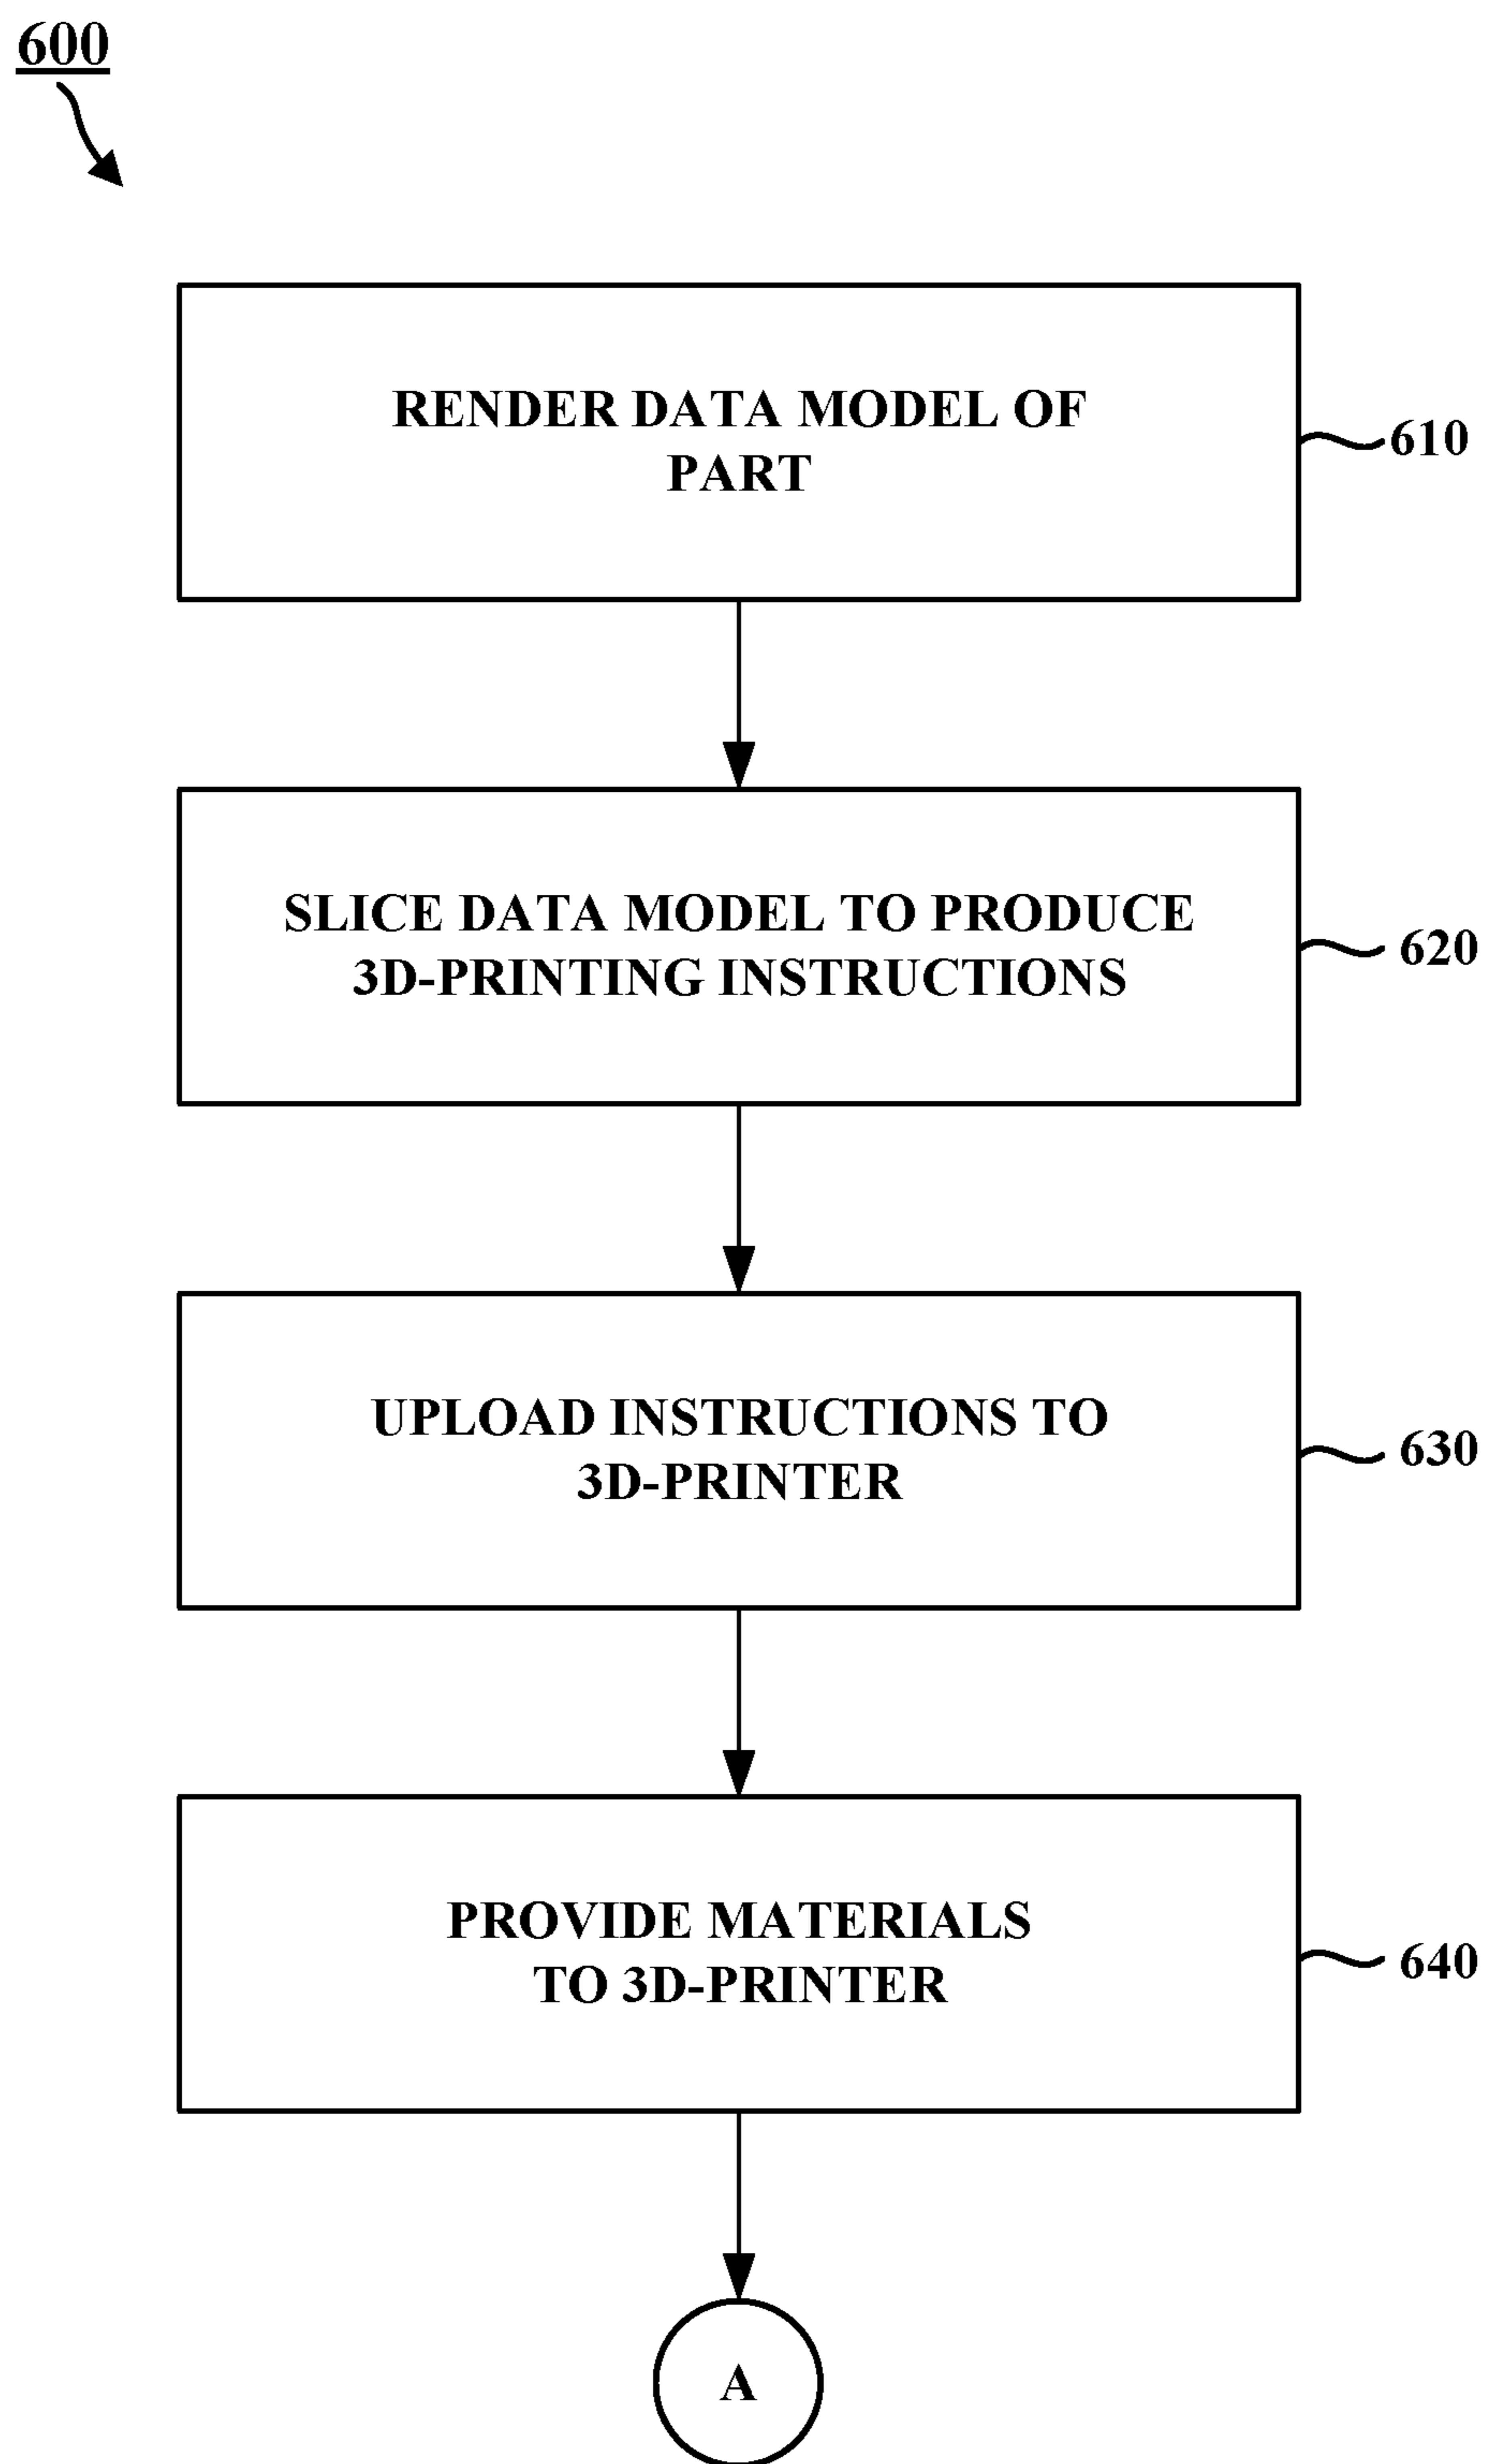 600
RENDER DATA MODEL OF
PART
610
SLICE DATA MODEL TO PRODUCE
3D-PRINTING INSTRUCTIONS
620
UPLOAD INSTRUCTIONS TO
3D-PRINTER
630
PROVIDE MATERIALS
TO 3D-PRINTER
640
A